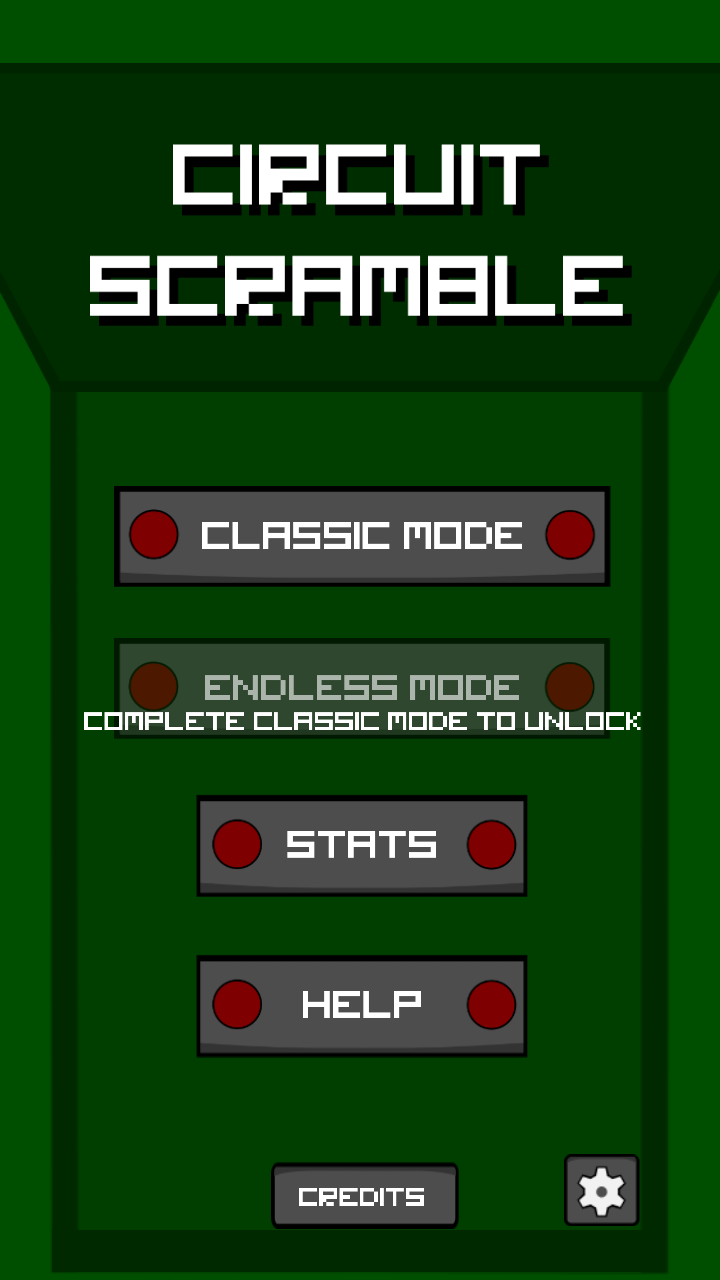 CIRCUIT
SCRAMBLE
CLASSIC MODE
ENDLESS MODE
COMPLETE CLASSIC MODE TO UNLOCK
STATS
HELP
CREDITS